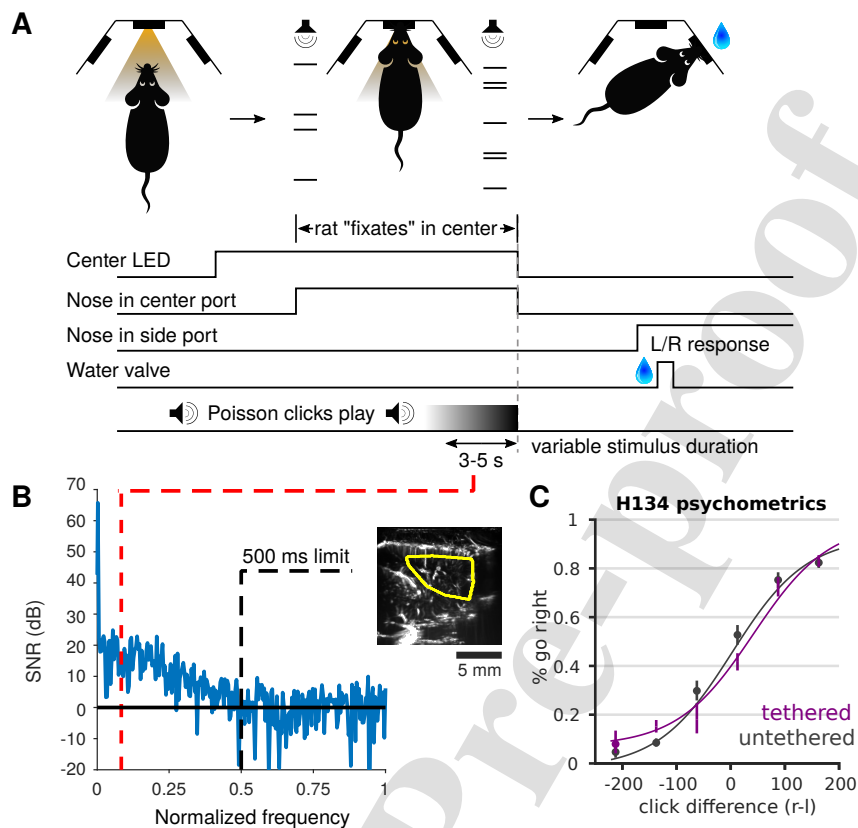 A
rat "fixates" in center
Center LED
Nose in center port
Nose in side port
L/R response
Water valve
Poisson clicks play
variable stimulus duration
3-5 s
B
70
60
50
40
30
20
10
0
-10
-20
SNR (dB)
0
0.25
0.5
0.75
1
Normalized frequency
500 ms limit
5 mm
C
H134 psychometrics
1
0.8
0.6
0.4
0.2
0
% go right
tethered
untethered
-200
-100
0
100
200
click difference (r-l)
pre-proof